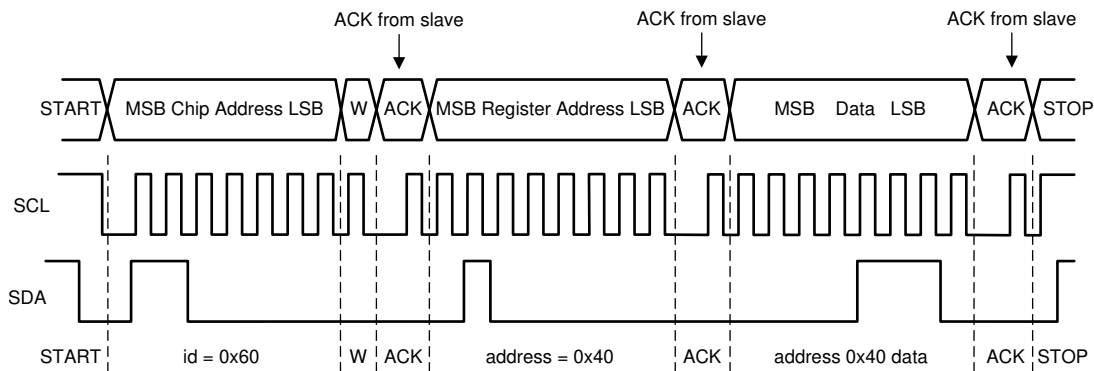 ACK from slave ACK from slave ACK from slave
START MSB Chip Address LSB W ACK MSB Register Address LSB ACK MSB Data LSB ACK STOP
SCL
SDA
START id = 0x60 W ACK address = 0x40 ACK address 0x40 data ACK STOP